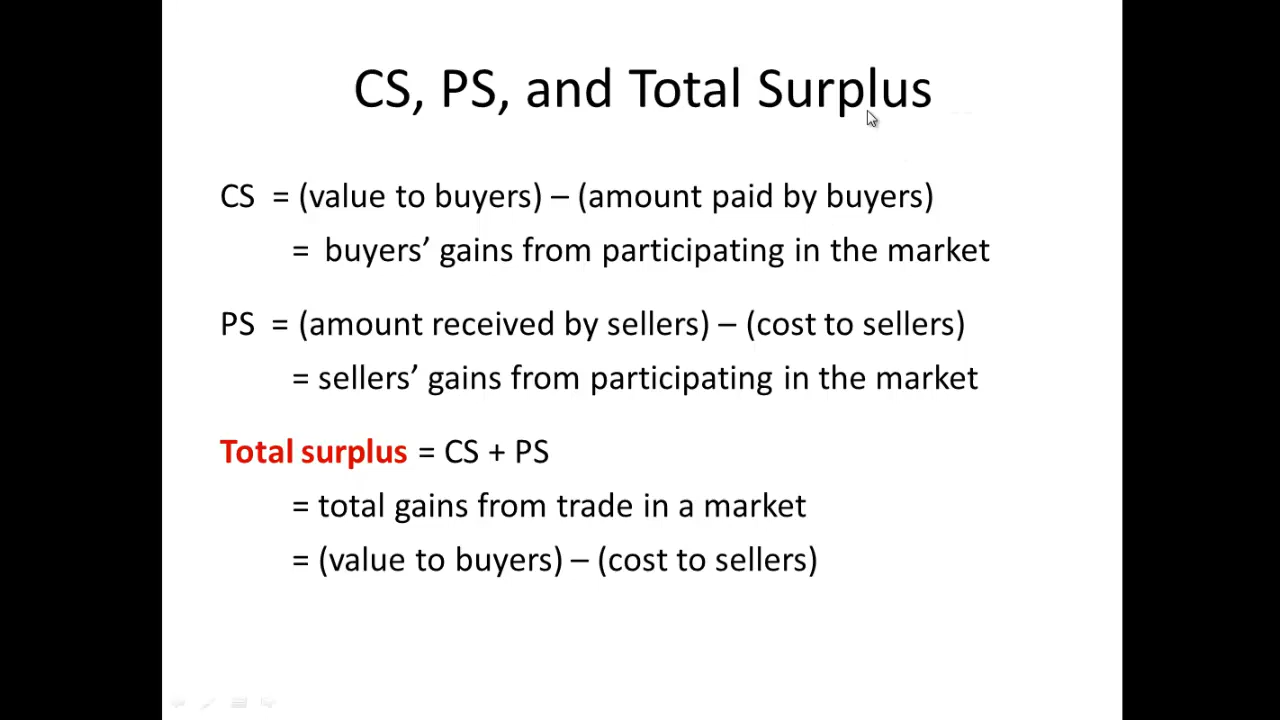 CS, PS, and Total Surplus
CS = (value to buyers) – (amount paid by buyers)
= buyers’ gains from participating in the market
PS = (amount received by sellers) – (cost to sellers)
= sellers’ gains from participating in the market
Total surplus = CS + PS
= total gains from trade in a market
= (value to buyers) – (cost to sellers)